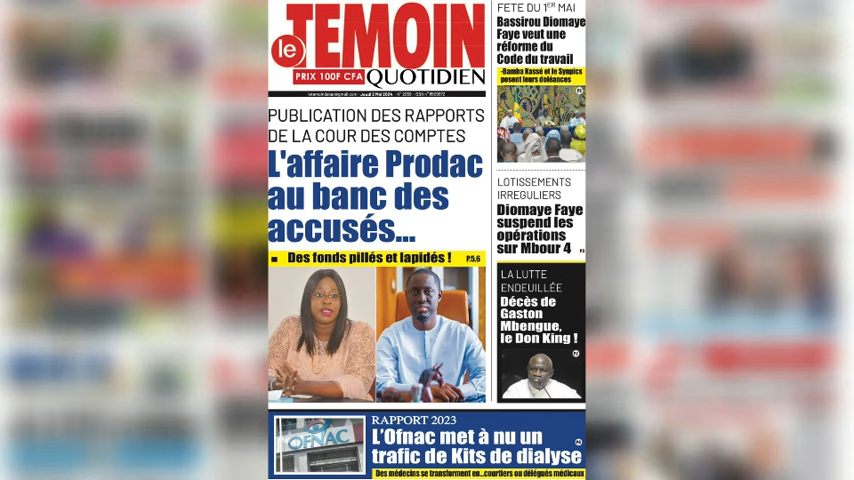 le
TEMOIN
PRIX 100F CFA
QUOTIDIEN
Jeudi 2 Mai 2024
PUBLICATION DES RAPPORTS
DE LA COUR DES COMPTES
L'affaire Prodac
au banc des
accusés...
Des fonds pillés et lapidés !
P.5,6
FETE DU 1ER MAI
Bassirou Diomaye
Faye veut une
réforme du
Code du travail
-Bamba Kassé et le Synpics
posent leurs doléances
LOTISSEMENTS
IRREGULIERS
Diomaye Faye
suspend les
opérations
sur Mbour 4
LA LUTTE
ENDEUILLÉE
Décès de
Gaston
Mbengue,
le Don King !
OFNAC
RAPPORT 2023
L'Ofnac met à nu un
trafic de Kits de dialyse
Des médecins se transforment en...courtiers ou délégués médicaux